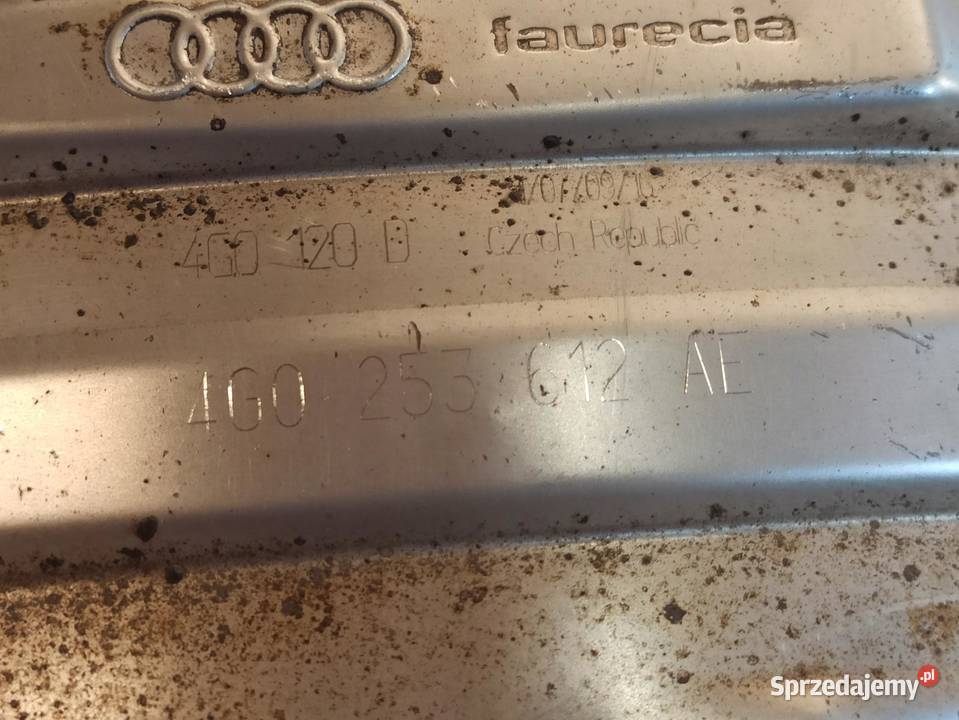 faurecia
4G0 120 D
Czech Republic
4G0 253 612 AE
Sprzedajemy.pl